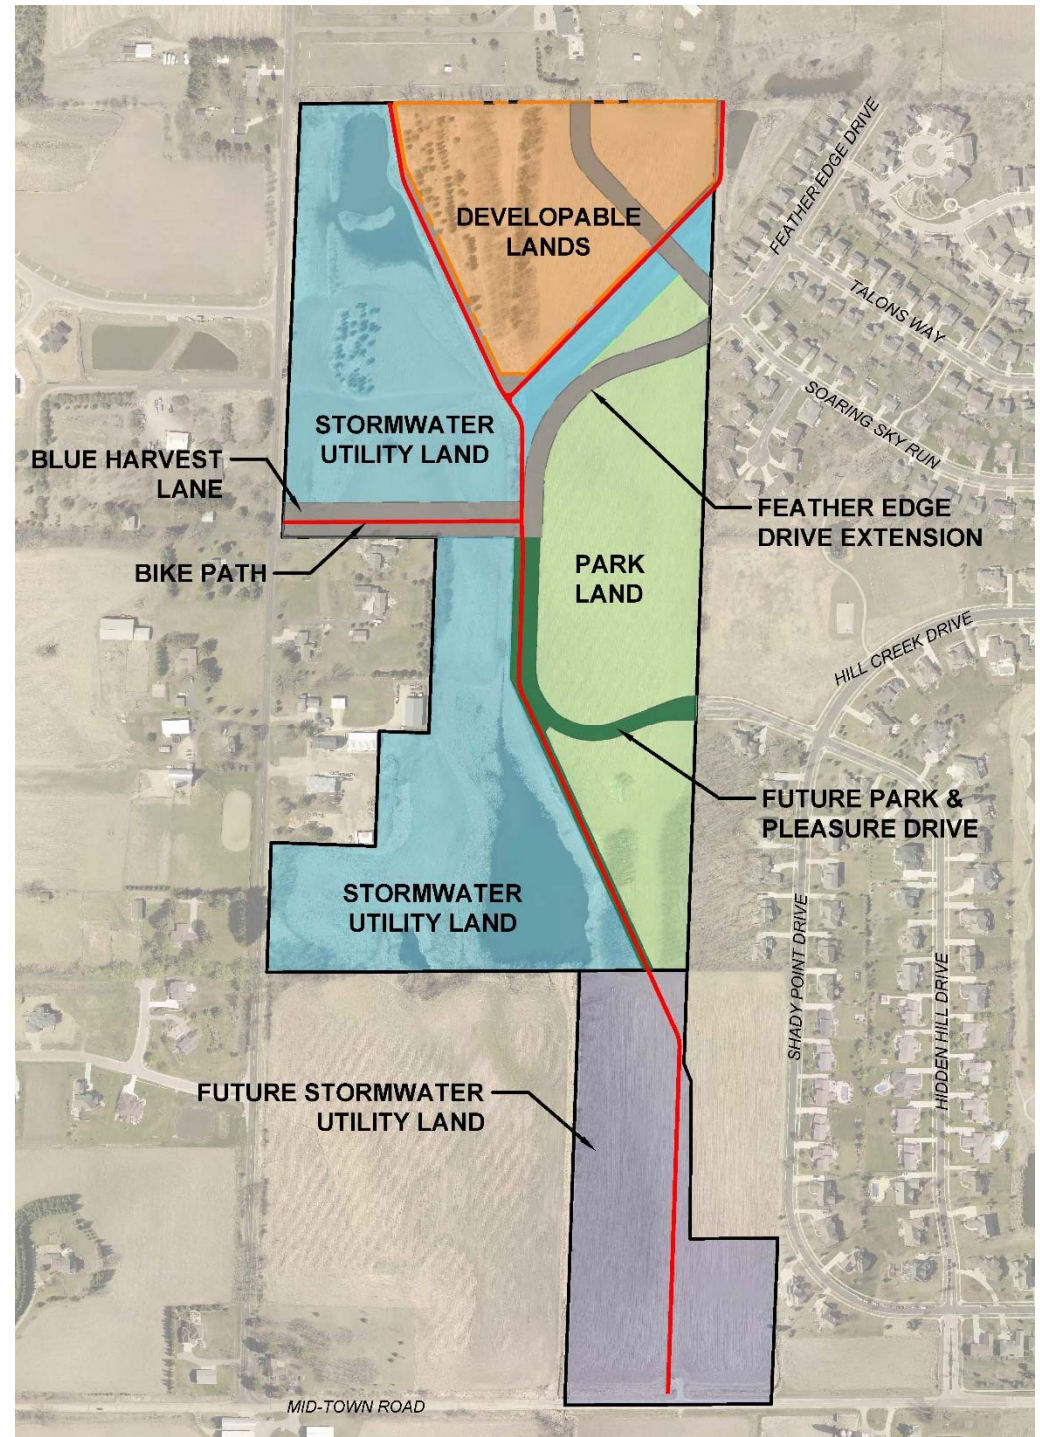 FEATHER EDGE DRIVE
DEVELOPABLE
LANDS
TALONS WAY
SOARING SKY RUN
STORMWATER
UTILITY LAND
BLUE HARVEST
LANE
FEATHER EDGE
DRIVE EXTENSION
BIKE PATH
PARK
LAND
HILL CREEK DRIVE
FUTURE PARK &
PLEASURE DRIVE
STORMWATER
UTILITY LAND
SHADY POINT DRIVE
HIDDEN HILL DRIVE
FUTURE STORMWATER
UTILITY LAND
MID-TOWN ROAD